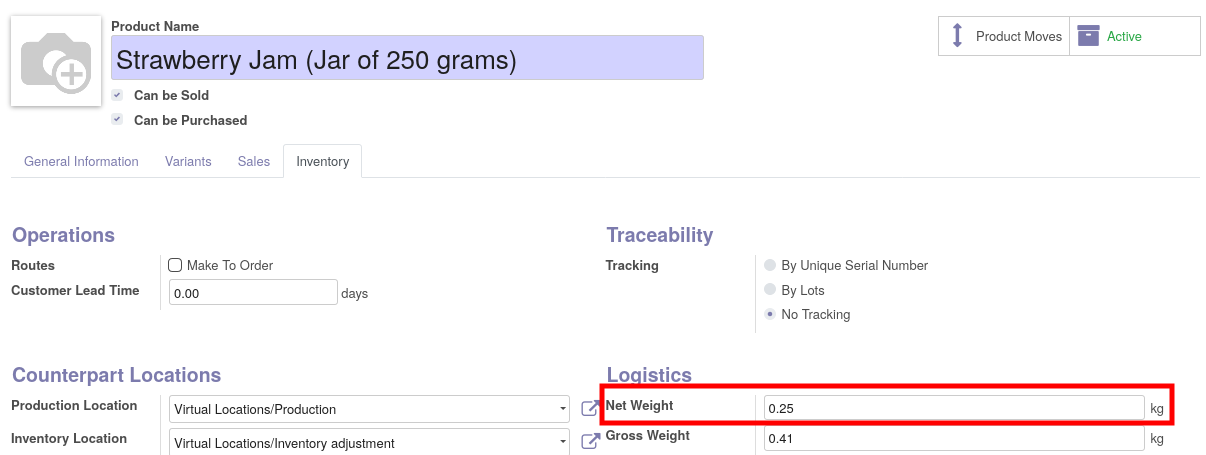 Product Name
Strawberry Jam (Jar of 250 grams)
Product Moves
Active
Can be Sold
Can be Purchased
General Information Variants Sales Inventory
Operations
Routes Make To Order
Customer Lead Time 0.00 days
Traceability
Tracking By Unique Serial Number
By Lots
No Tracking
Counterpart Locations
Production Location Virtual Locations/Production
Inventory Location Virtual Locations/Inventory adjustment
Logistics
Net Weight 0.25 kg
Gross Weight 0.41 kg